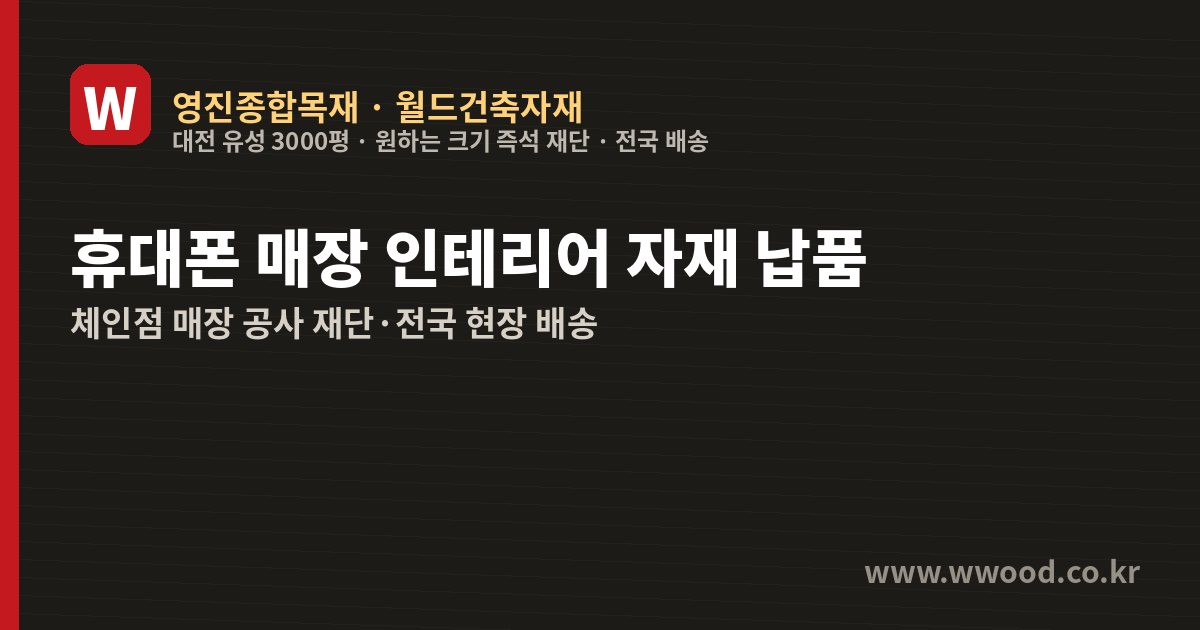 W
영진종합목재 · 월드건축자재
대전 유성 3000평 · 원하는 크기 즉석 재단 · 전국 배송
휴대폰 매장 인테리어 자재 납품
체인점 매장 공사 재단·전국 현장 배송
www.wwood.co.kr